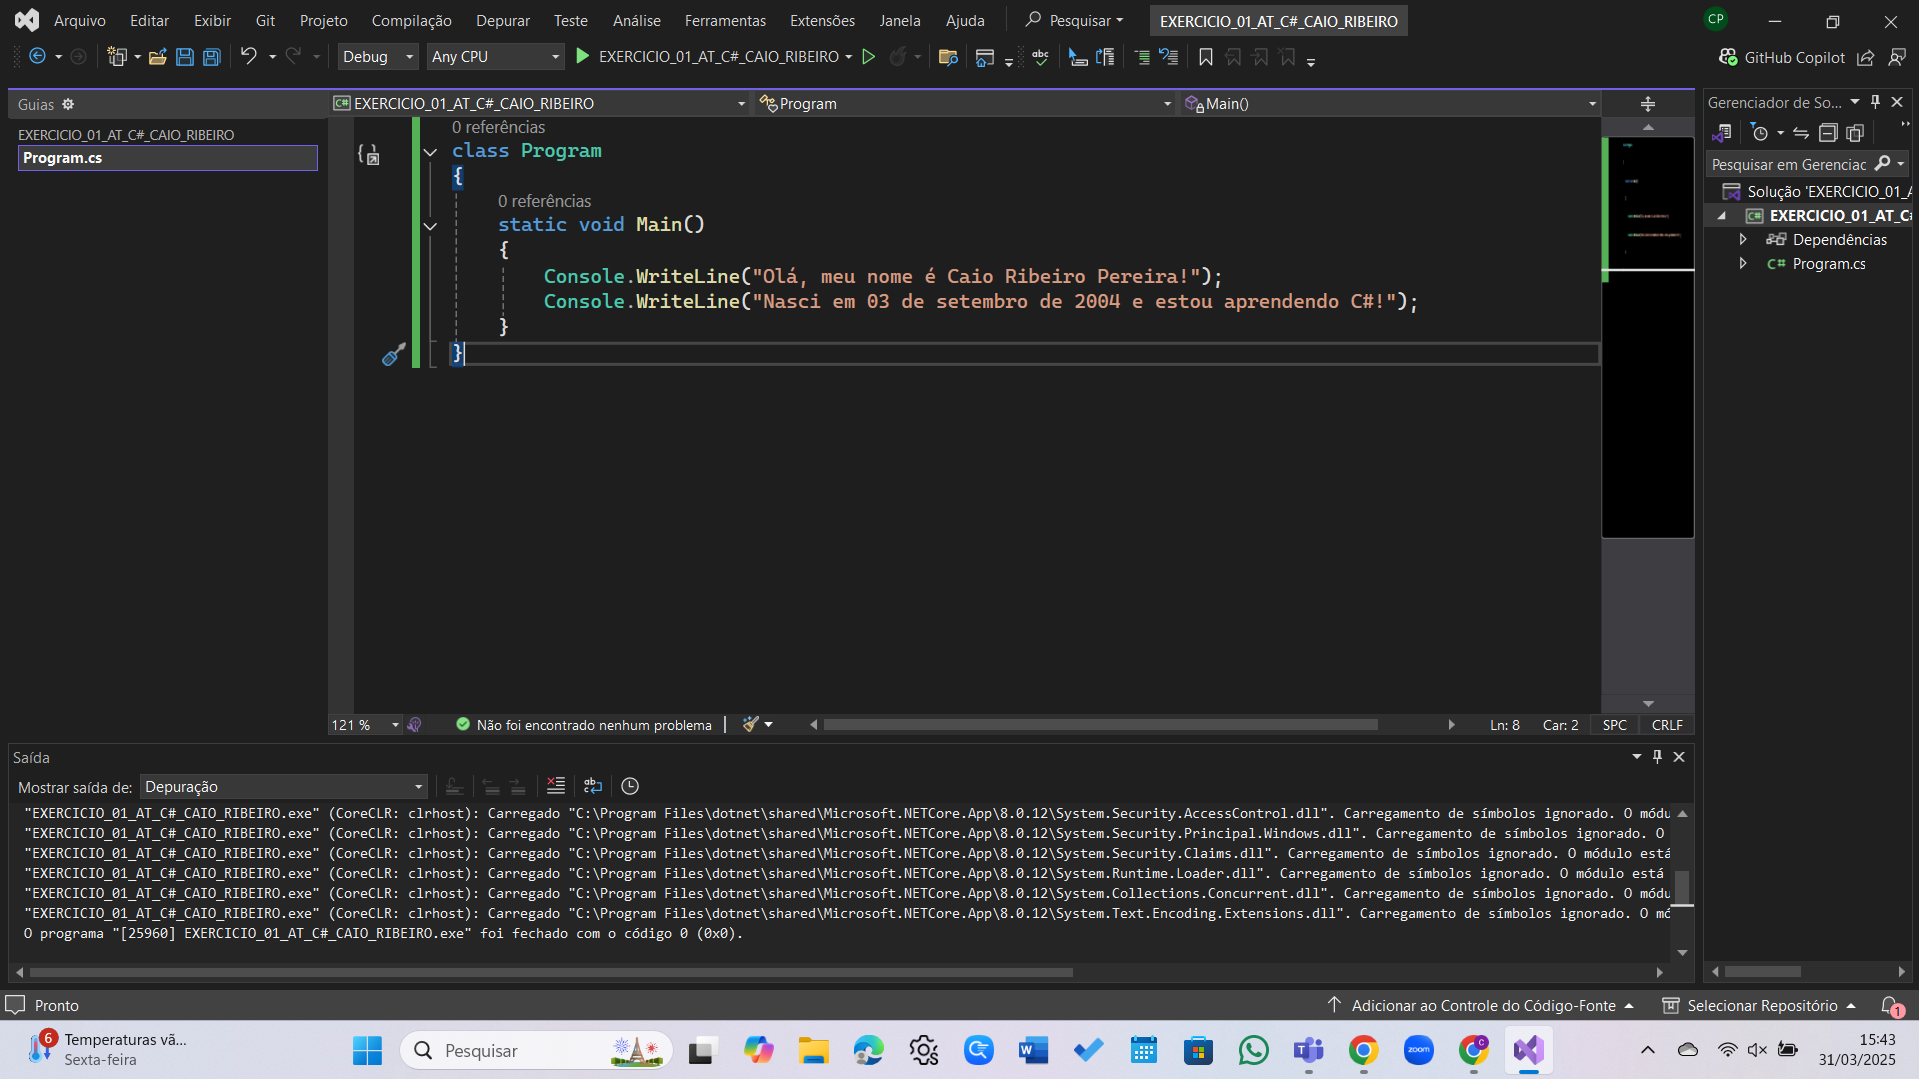 Arquivo Editar Exibir Git Projeto Compilação Depurar Teste Análise Ferramentas Extensões Janela Ajuda Pesquisar EXERCICIO_01_AT_C#_CAIO_RIBEIRO CP
Debug Any CPU EXERCICIO_01_AT_C#_CAIO_RIBEIRO abc GitHub Copilot
Guias
EXERCICIO_01_AT_C#_CAIO_RIBEIRO
Program.cs
C# EXERCICIO_01_AT_C#_CAIO_RIBEIRO Program Main()
0 referências
class Program
{
0 referências
static void Main()
{
Console.WriteLine("Olá, meu nome é Caio Ribeiro Pereira!");
Console.WriteLine("Nasci em 03 de setembro de 2004 e estou aprendendo C#!");
}
}
121 % Não foi encontrado nenhum problema Ln: 8 Car: 2 SPC CRLF
Gerenciador de So...
Pesquisar em Gerenciac
Solução 'EXERCICIO_01_A
C# EXERCICIO_01_AT_C#
Dependências
C# Program.cs
Saída
Mostrar saída de: Depuração
"EXERCICIO_01_AT_C#_CAIO_RIBEIRO.exe" (CoreCLR: clrhost): Carregado "C:\Program Files\dotnet\shared\Microsoft.NETCore.App\8.0.12\System.Security.AccessControl.dll". Carregamento de símbolos ignorado. O módu
"EXERCICIO_01_AT_C#_CAIO_RIBEIRO.exe" (CoreCLR: clrhost): Carregado "C:\Program Files\dotnet\shared\Microsoft.NETCore.App\8.0.12\System.Security.Principal.Windows.dll". Carregamento de símbolos ignorado. O
"EXERCICIO_01_AT_C#_CAIO_RIBEIRO.exe" (CoreCLR: clrhost): Carregado "C:\Program Files\dotnet\shared\Microsoft.NETCore.App\8.0.12\System.Security.Claims.dll". Carregamento de símbolos ignorado. O módulo está
"EXERCICIO_01_AT_C#_CAIO_RIBEIRO.exe" (CoreCLR: clrhost): Carregado "C:\Program Files\dotnet\shared\Microsoft.NETCore.App\8.0.12\System.Runtime.Loader.dll". Carregamento de símbolos ignorado. O módulo está
"EXERCICIO_01_AT_C#_CAIO_RIBEIRO.exe" (CoreCLR: clrhost): Carregado "C:\Program Files\dotnet\shared\Microsoft.NETCore.App\8.0.12\System.Collections.Concurrent.dll". Carregamento de símbolos ignorado. O módu
"EXERCICIO_01_AT_C#_CAIO_RIBEIRO.exe" (CoreCLR: clrhost): Carregado "C:\Program Files\dotnet\shared\Microsoft.NETCore.App\8.0.12\System.Text.Encoding.Extensions.dll". Carregamento de símbolos ignorado. O mó
O programa "[25960] EXERCICIO_01_AT_C#_CAIO_RIBEIRO.exe" foi fechado com o código 0 (0x0).
Pronto Adicionar ao Controle do Código-Fonte Selecionar Repositório 1
6 Temperaturas vã...
Sexta-feira
Pesquisar
zoom
15:43
31/03/2025